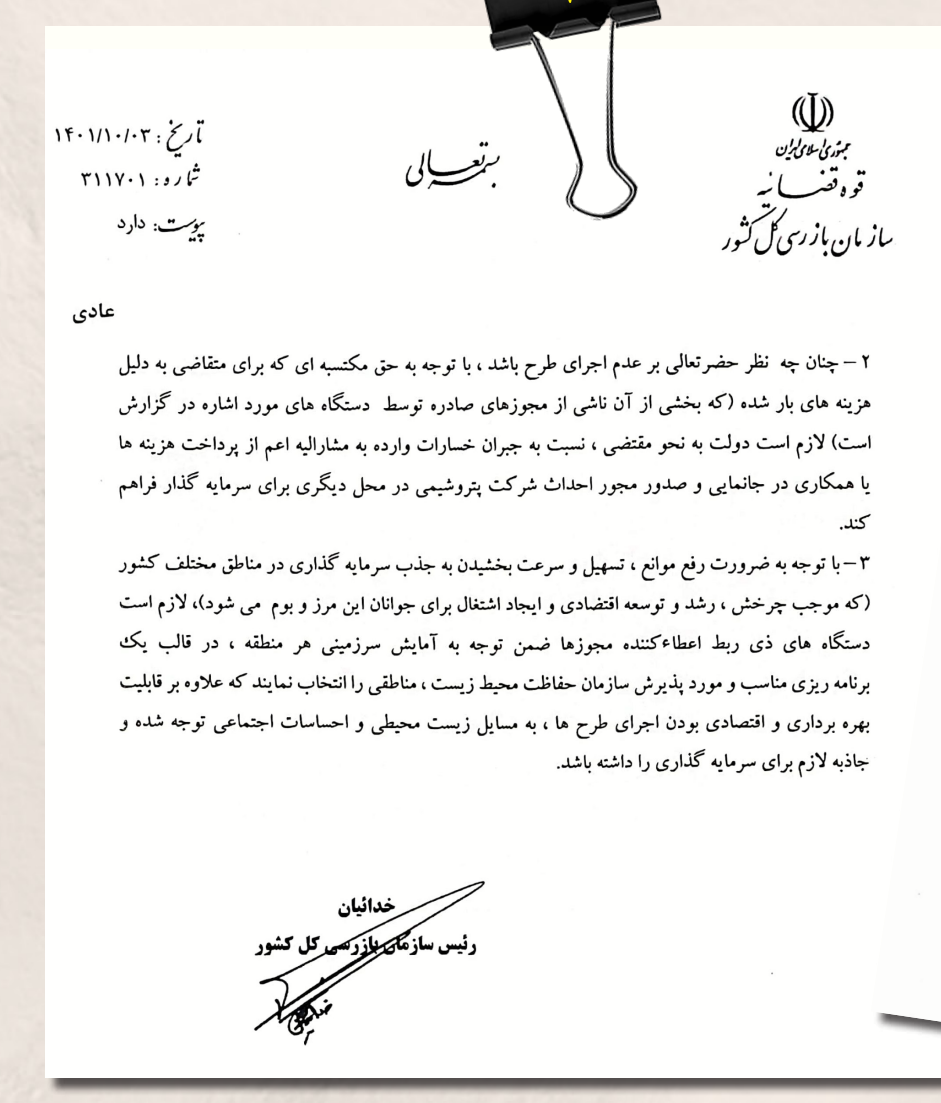 جمهوری اسلامی ایران
قوه قضائیه
سازمان بازرسی کل کشور
بسمه تعالی
تاریخ: ۱۴۰۱/۱۰/۰۳
شماره: ۳۱۱۷۰۱
پیوست: دارد
عادی
۲ – چنان چه نظر حضرتعالی بر عدم اجرای طرح باشد ، با توجه به حق مکتسبه ای که برای متقاضی به دلیل
هزینه های بار شده (که بخشی از آن ناشی از مجوزهای صادره توسط دستگاه های مورد اشاره در گزارش
است) لازم است دولت به نحو مقتضی ، نسبت به جبران خسارات وارده به مشارالیه اعم از پرداخت هزینه ها
یا همکاری در جانمایی و صدور مجور احداث شرکت پتروشیمی در محل دیگری برای سرمایه گذار فراهم
کند.
۳ – با توجه به ضرورت رفع موانع ، تسهیل و سرعت بخشیدن به جذب سرمایه گذاری در مناطق مختلف کشور
(که موجب چرخش ، رشد و توسعه اقتضادی و ایجاد اشتغال برای جوانان این مرز و بوم می شود)، لازم است
دستگاه های ذی ربط اعطاءکننده مجوزها ضمن توجه به آمایش سرزمینی هر منطقه ، در قالب یک
برنامه ریزی مناسب و مورد پذیرش سازمان حفاظت محیط زیست ، مناطقی را انتخاب نمایند که علاوه بر قابلیت
بهره برداری و اقتصادی بودن اجرای طرح ها ، به مسایل زیست محیطی و احساسات اجتماعی توجه شده و
جاذبه لازم برای سرمایه گذاری را داشته باشد.
خدائیان
رئیس سازمان بازرسی کل کشور